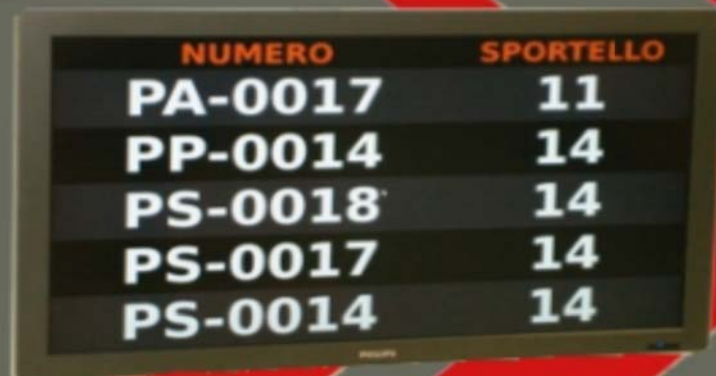 NUMERO SPORTELLO
PA-0017 11
PP-0014 14
PS-0018 14
PS-0017 14
PS-0014 14
PHILIPS